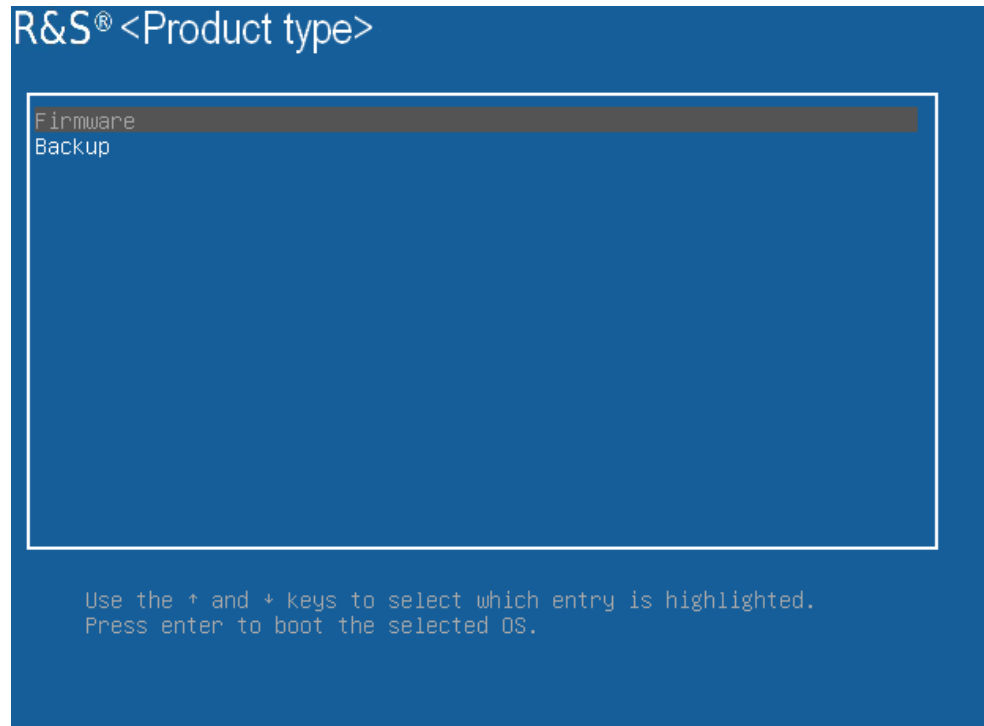 R&S® <Product type>
Firmware
Backup
Use the ↑ and ↓ keys to select which entry is highlighted.
Press enter to boot the selected OS.